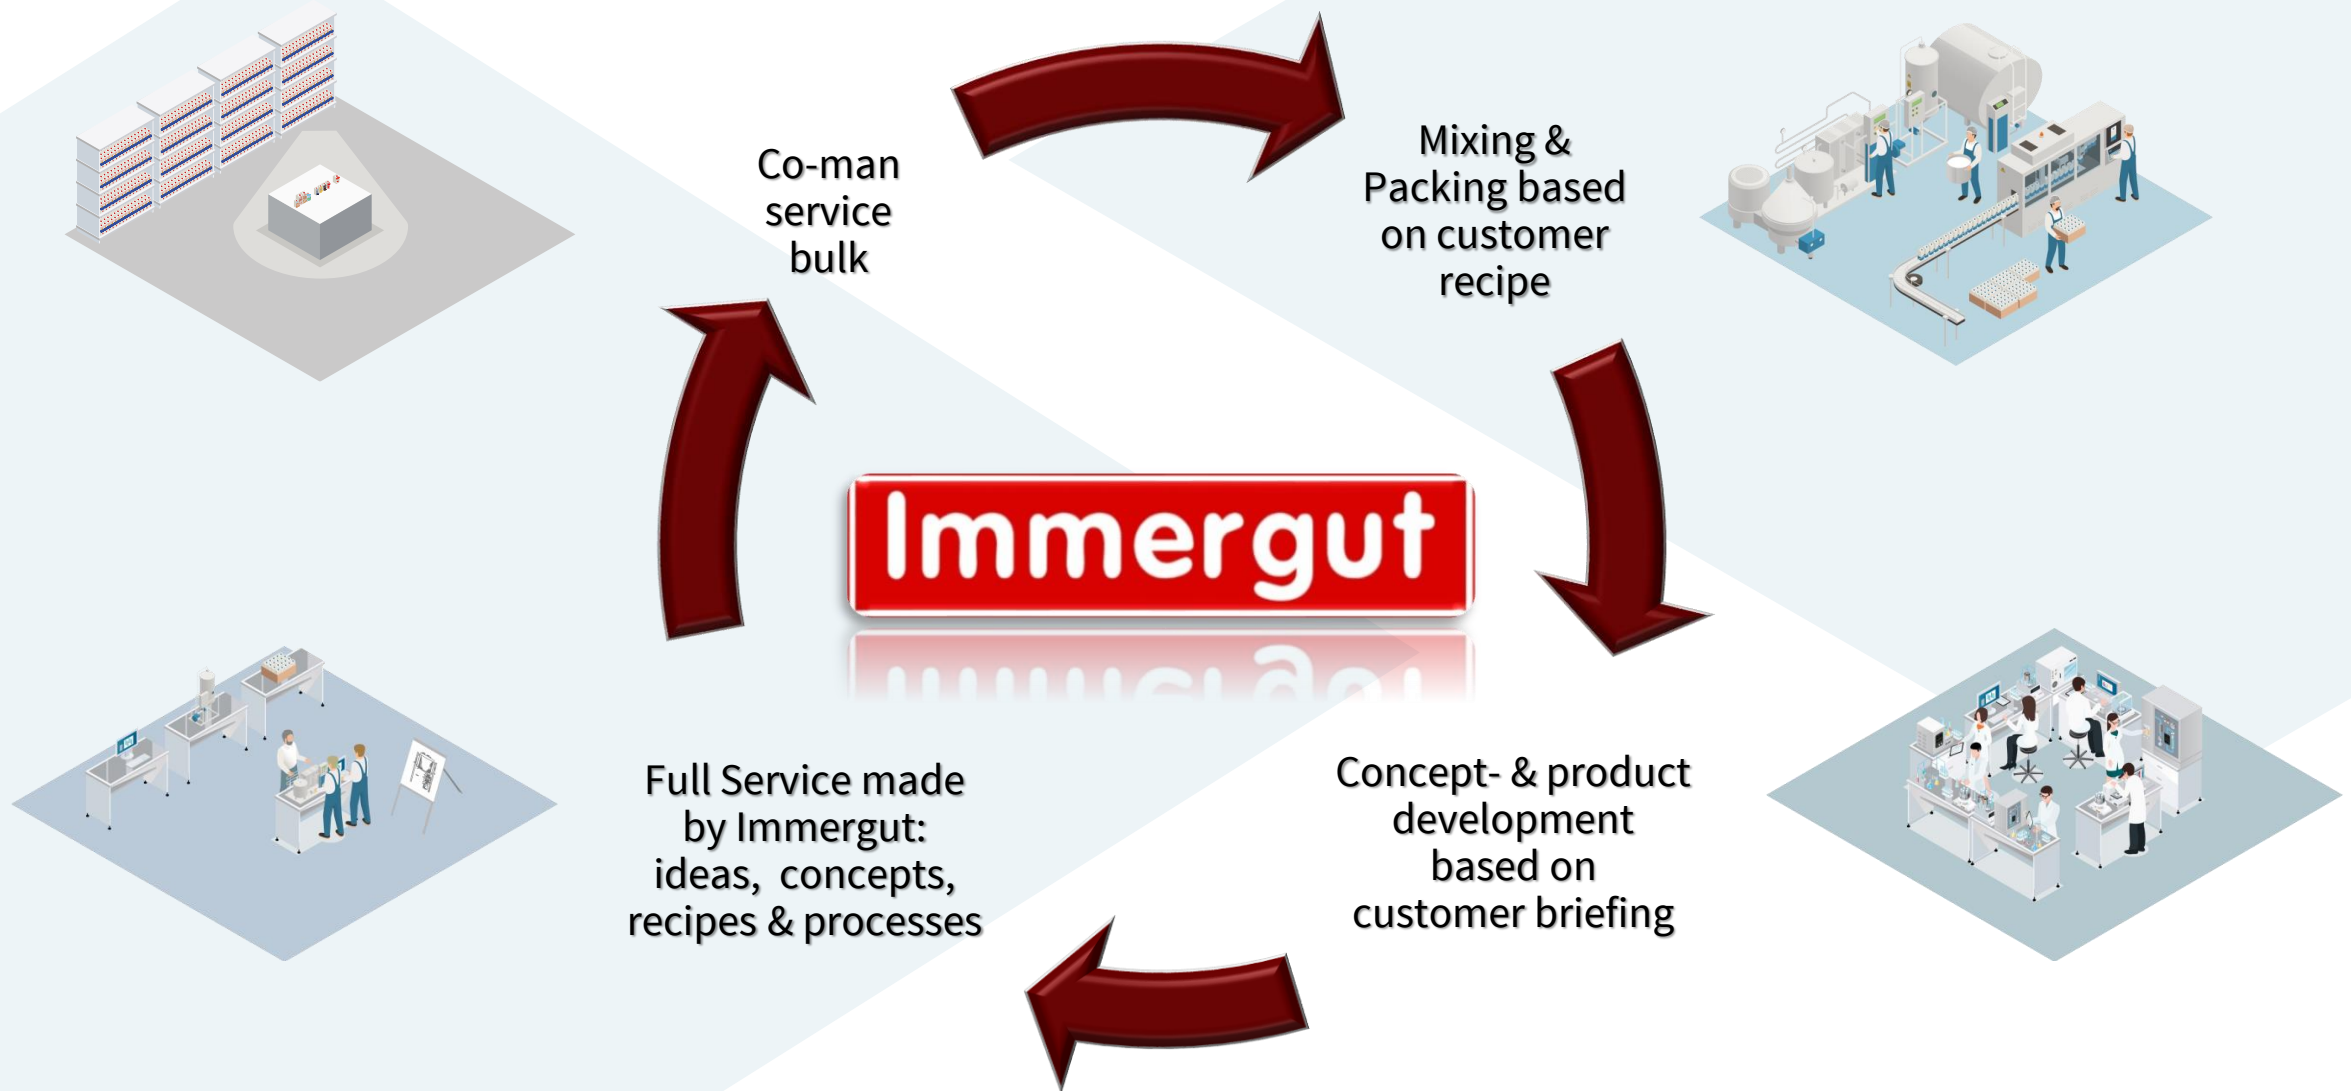 Co-man
service
bulk
Mixing &
Packing based
on customer
recipe
Immergut
Full Service made
by Immergut:
ideas, concepts,
recipes & processes
Concept- & product
development
based on
customer briefing